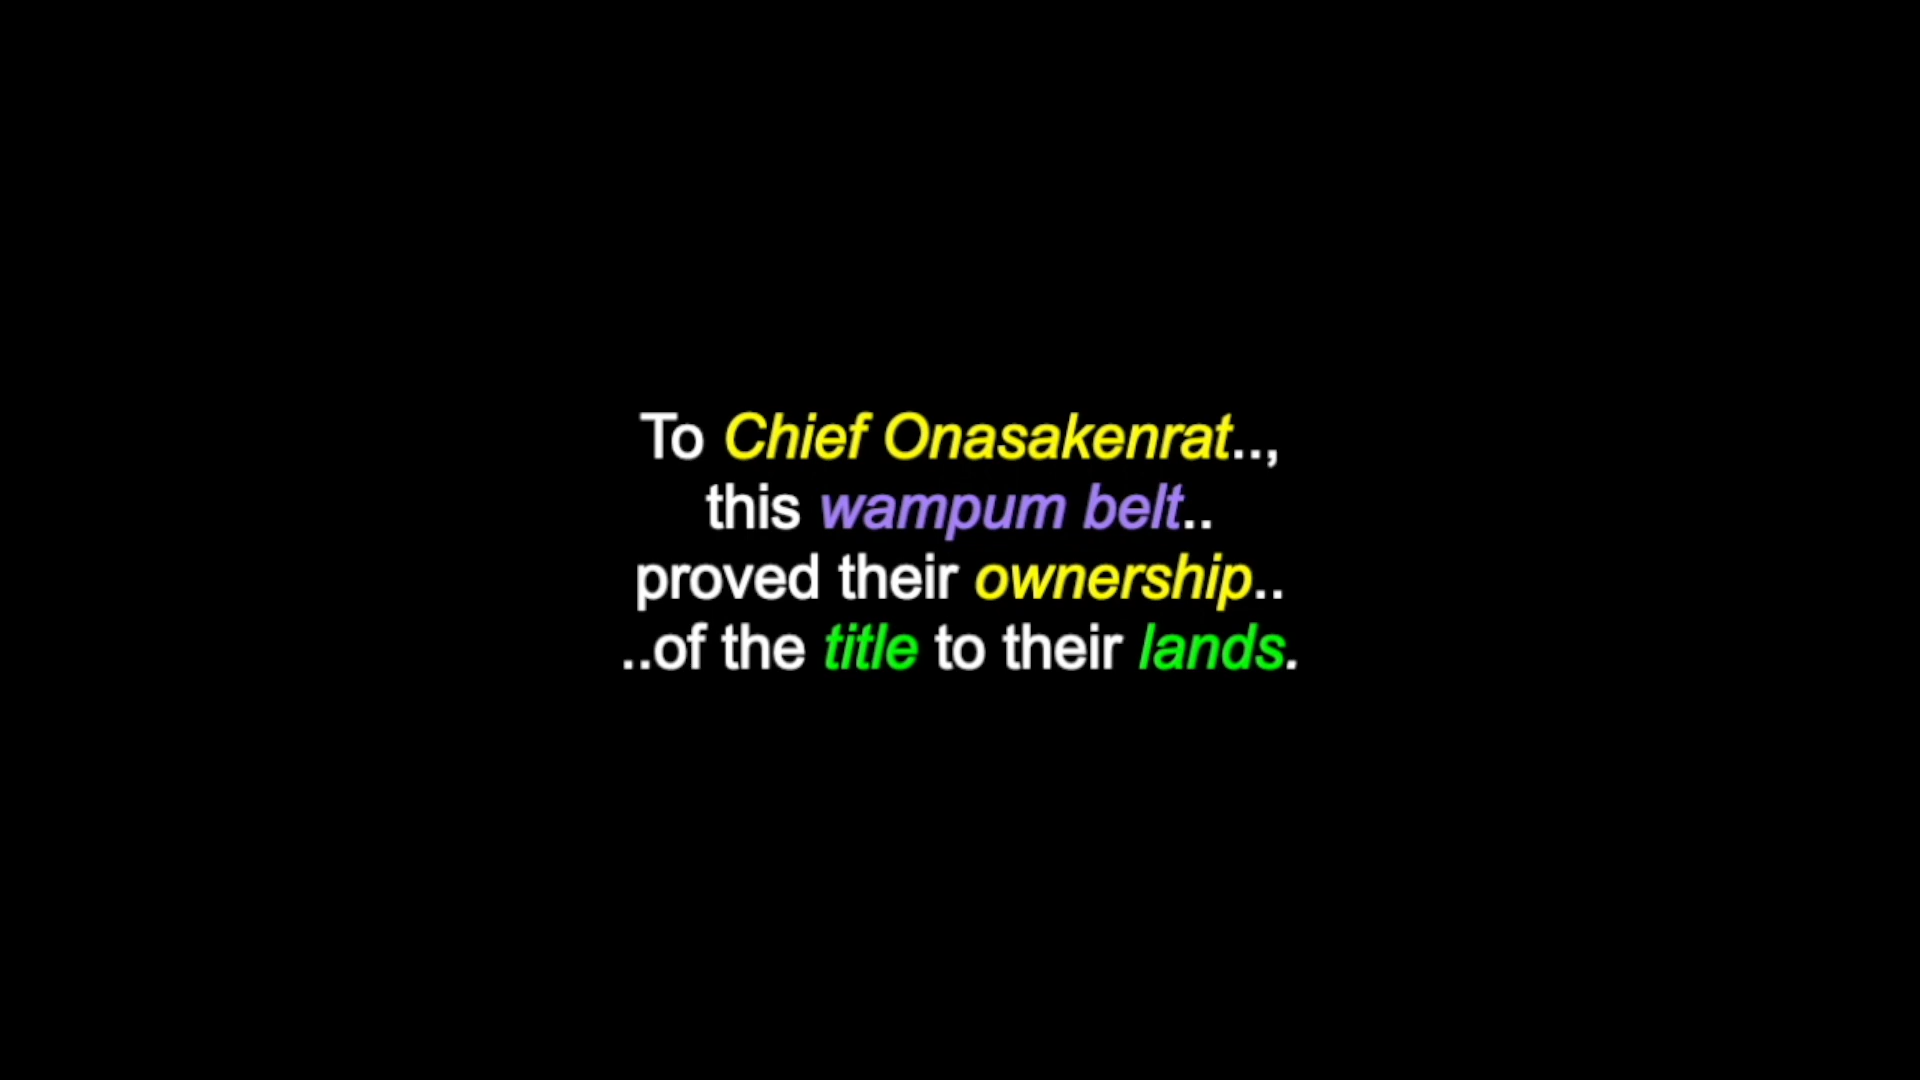 To Chief Onasakenrat..,
this wampum belt..
proved their ownership..
..of the title to their lands.